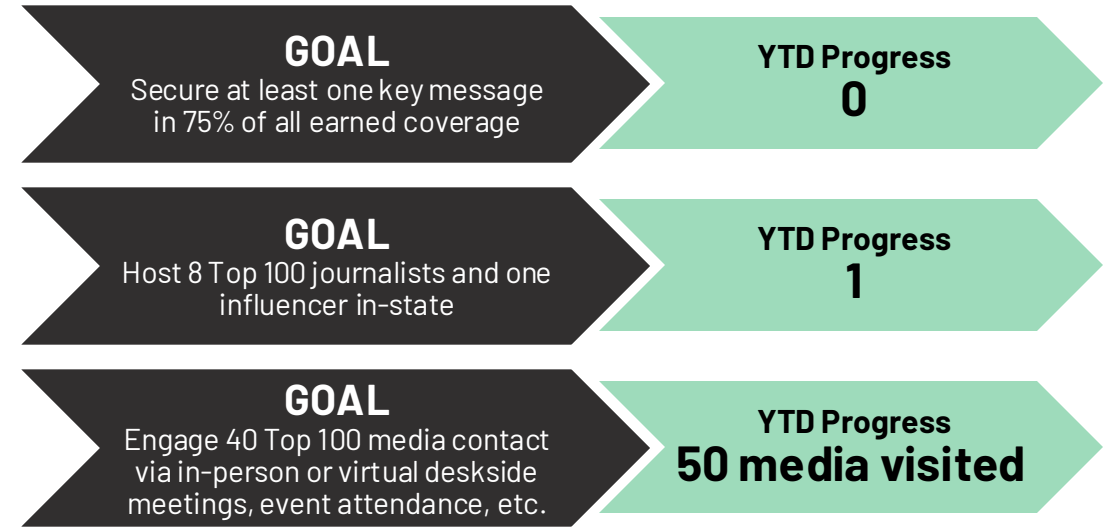 GOAL
Secure at least one key message
in 75% of all earned coverage
YTD Progress
0
GOAL
Host 8 Top 100 journalists and one
influencer in-state
YTD Progress
1
GOAL
Engage 40 Top 100 media contact
via in-person or virtual deskside
meetings, event attendance, etc.
YTD Progress
50 media visited